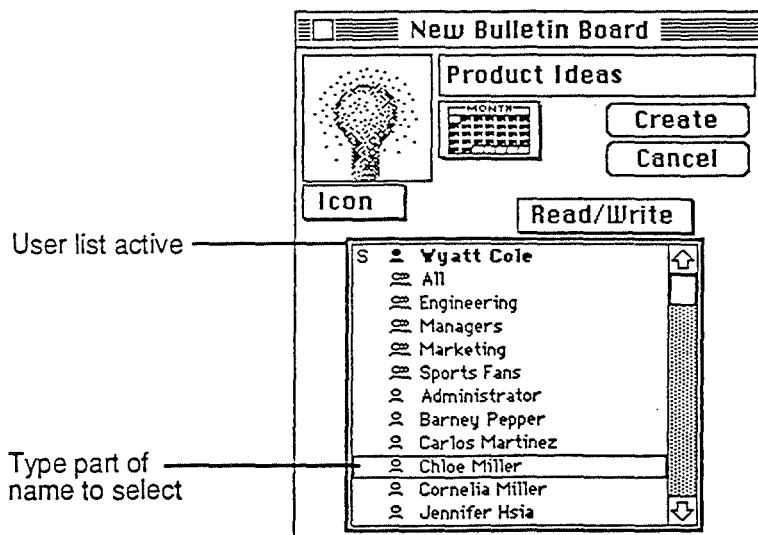 New Bulletin Board
Product Ideas
MONTH
Create
Cancel
Icon
Read/Write
User list active
S Wyatt Cole
All
Engineering
Managers
Marketing
Sports Fans
Administrator
Barney Pepper
Carlos Martinez
Type part of
name to select
Chloe Miller
Cornelia Miller
Jennifer Hsia